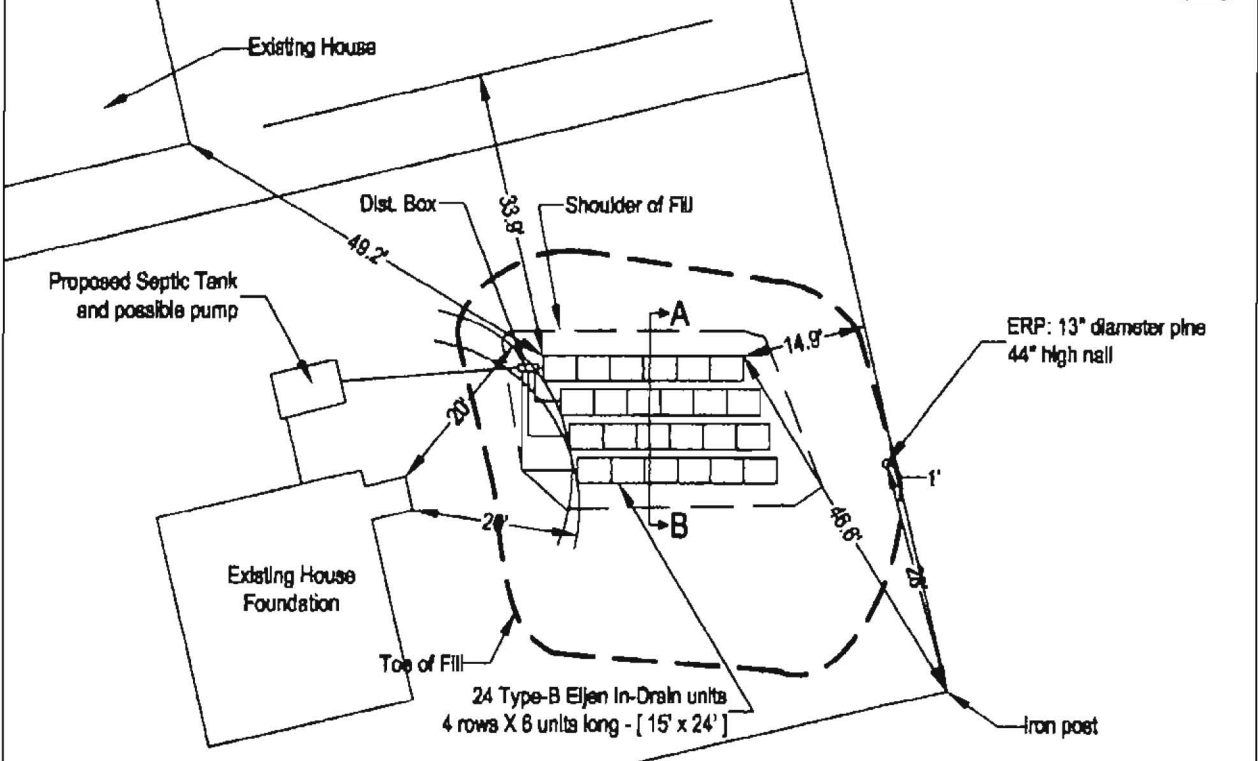 Existing House
Dist. Box
Shoulder of Fill
33.9'
49.2'
Proposed Septic Tank
and possible pump
A
14.9'
ERP: 13" diameter pine
44" high nail
20'
1'
B
46.6'
Existing House
Foundation
Toe of Fill
24 Type-B Eljen In-Drain units
4 rows X 6 units long - [ 15' x 24' ]
Iron post